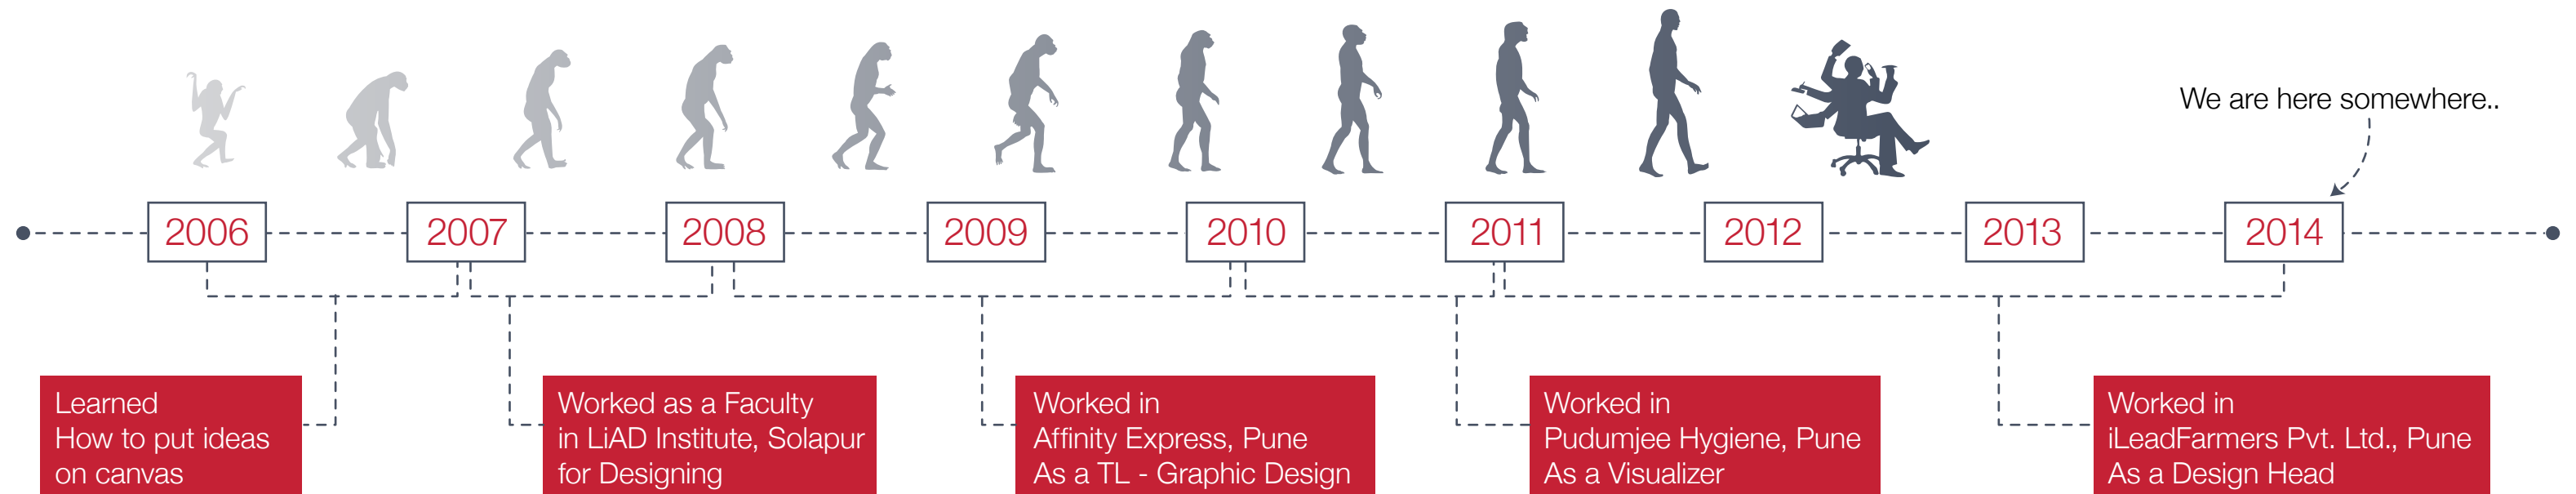 We are here somewhere..
2006
2007
2008
2009
2010
2011
2012
2013
2014
Learned
How to put ideas
on canvas
Worked as a Faculty
in LiAD Institute, Solapur
for Designing
Worked in
Affinity Express, Pune
As a TL - Graphic Design
Worked in
Pudumjee Hygiene, Pune
As a Visualizer
Worked in
iLeadFarmers Pvt. Ltd., Pune
As a Design Head